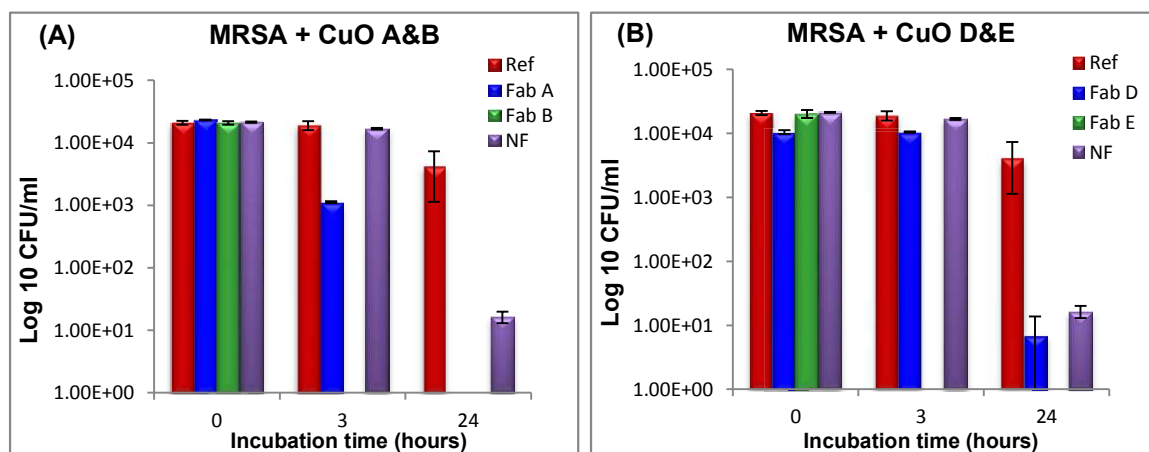 (A) MRSA + CuO A&B
Ref
Fab A
Fab B
NF
1.00E+05
1.00E+04
1.00E+03
1.00E+02
1.00E+01
1.00E+00
Log 10 CFU/ml
0 3 24
Incubation time (hours)
(B) MRSA + CuO D&E
Ref
Fab D
Fab E
NF
1.00E+05
1.00E+04
1.00E+03
1.00E+02
1.00E+01
1.00E+00
Log 10 CFU/ml
0 3 24
Incubation time (hours)